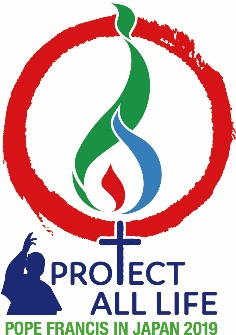 PROTECT
ALL LIFE
POPE FRANCIS IN JAPAN 2019